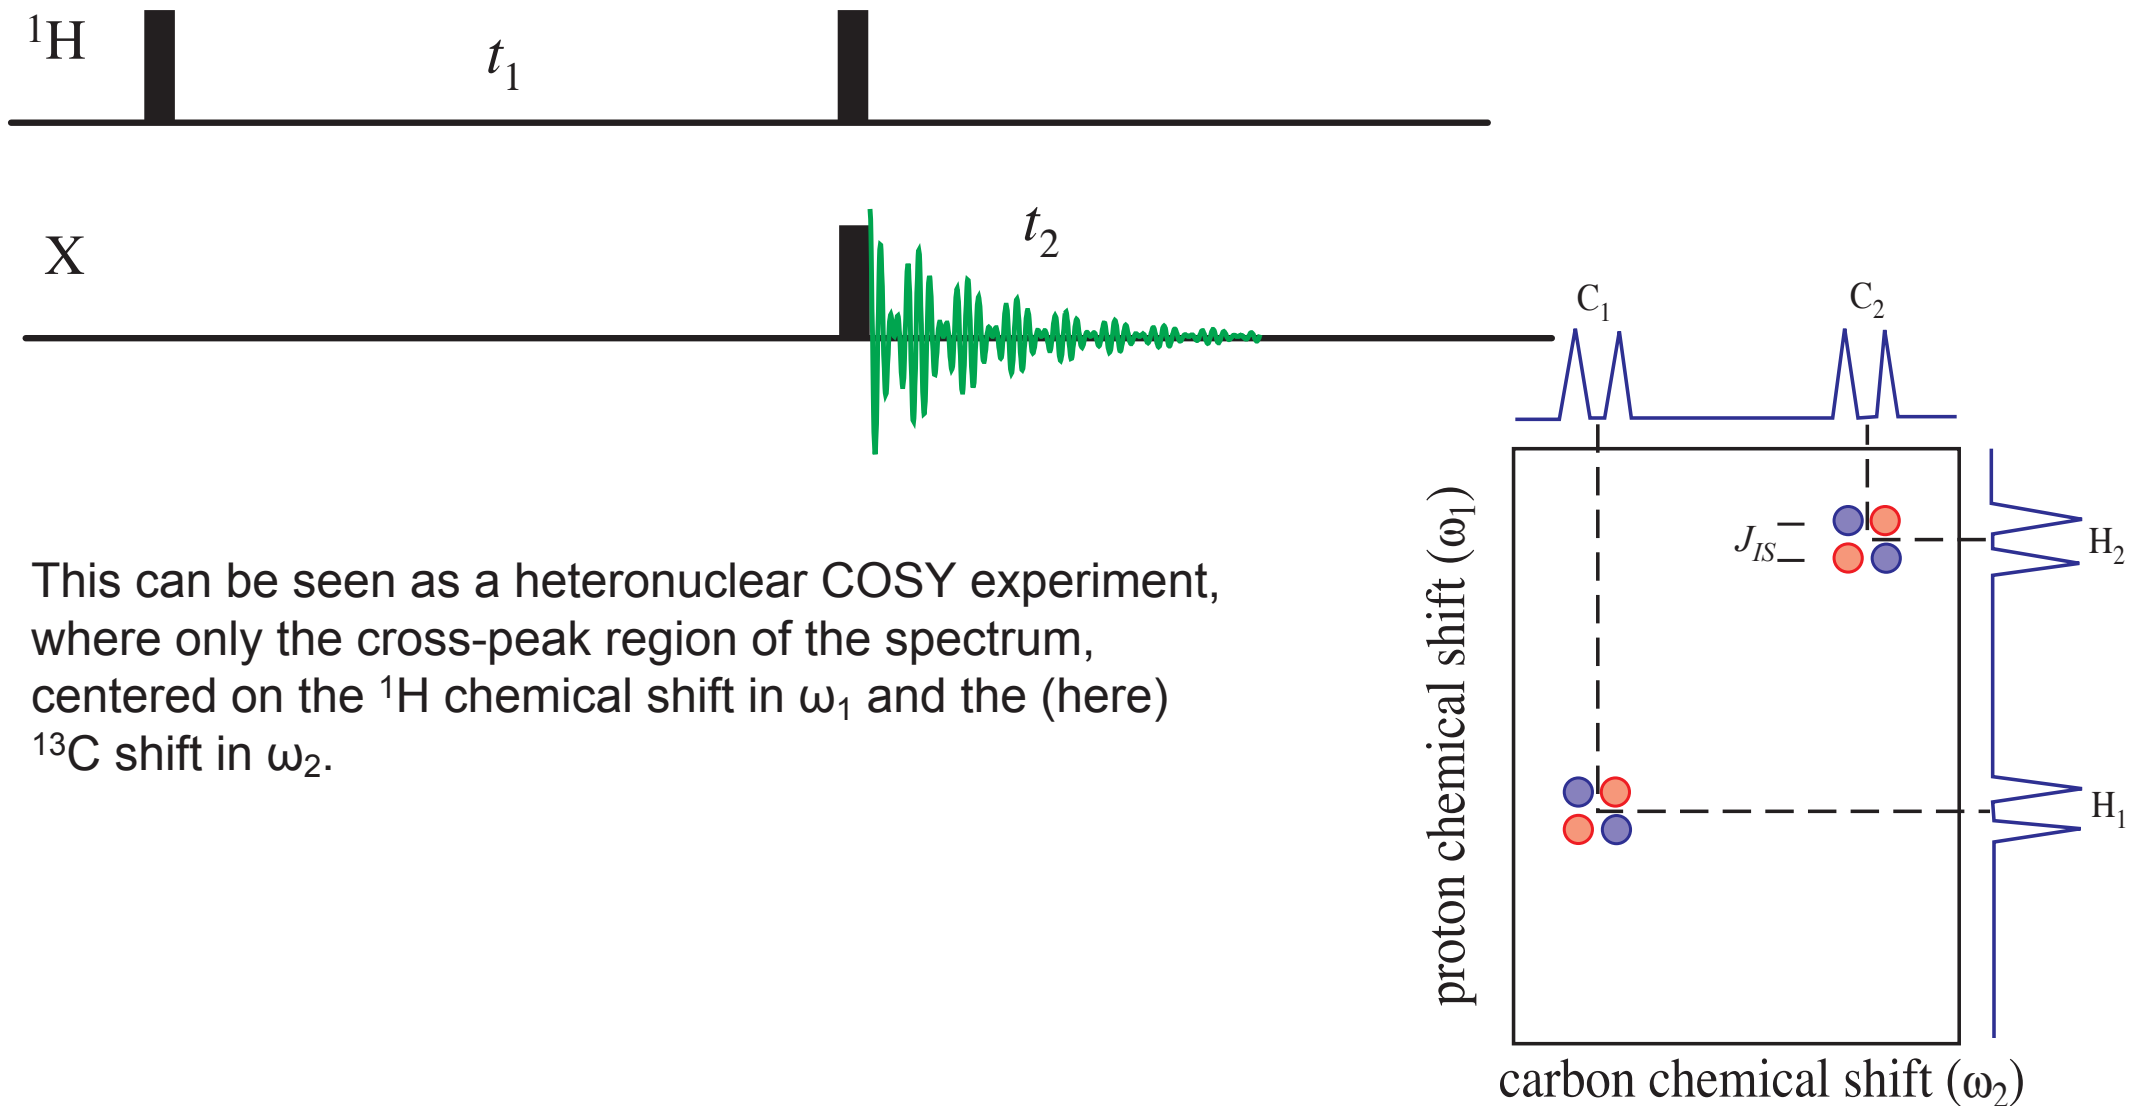 ¹H
t₁
X
t₂
C₁
C₂
J_IS
H₂
H₁
proton chemical shift (ω₁)
carbon chemical shift (ω₂)
This can be seen as a heteronuclear COSY experiment,
where only the cross-peak region of the spectrum,
centered on the ¹H chemical shift in ω₁ and the (here)
¹³C shift in ω₂.